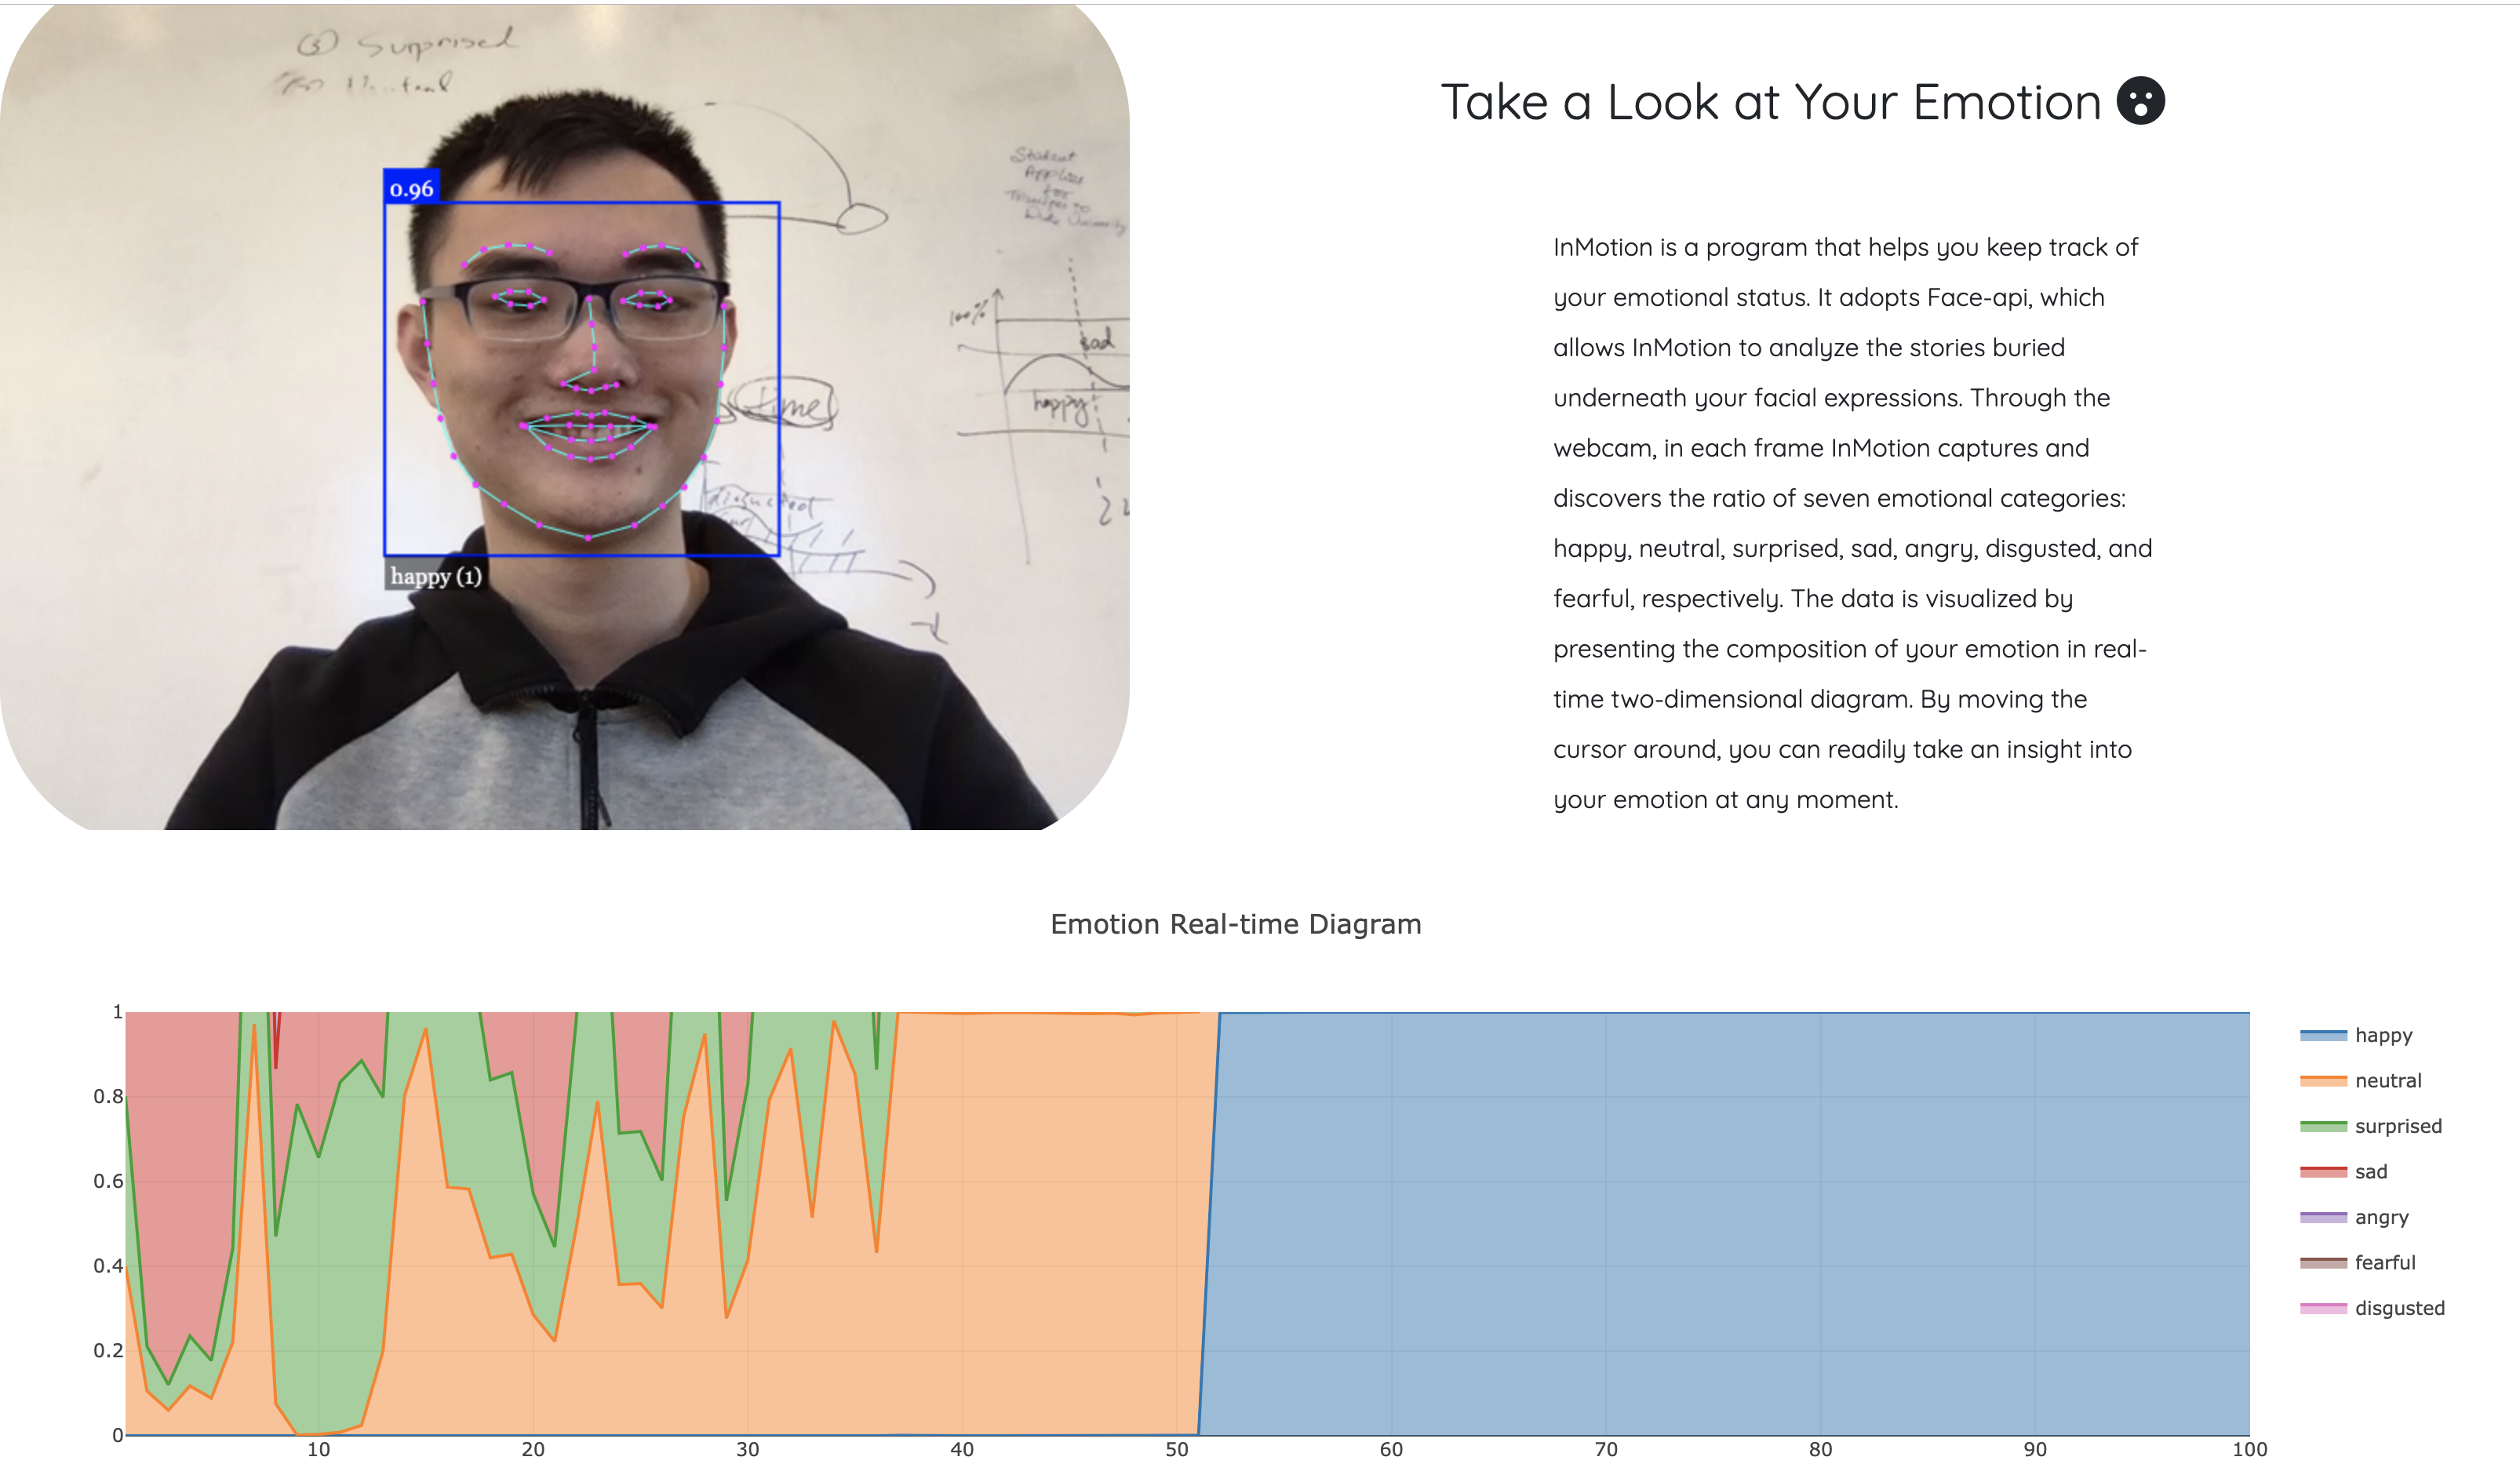 ③ Surprised
Neutral
Take a Look at Your Emotion
Student
0.96
InMotion is a program that helps you keep track of
your emotional status. It adopts Face-api, which
allows InMotion to analyze the stories buried
underneath your facial expressions. Through the
webcam, in each frame InMotion captures and
discovers the ratio of seven emotional categories:
happy, neutral, surprised, sad, angry, disgusted, and
fearful, respectively. The data is visualized by
presenting the composition of your emotion in real-
time two-dimensional diagram. By moving the
cursor around, you can readily take an insight into
your emotion at any moment.
100%
sad
happy
time
happy (1)
Emotion Real-time Diagram
1
0.8
0.6
0.4
0.2
0
10
20
30
40
50
60
70
80
90
100
happy
neutral
surprised
sad
angry
fearful
disgusted